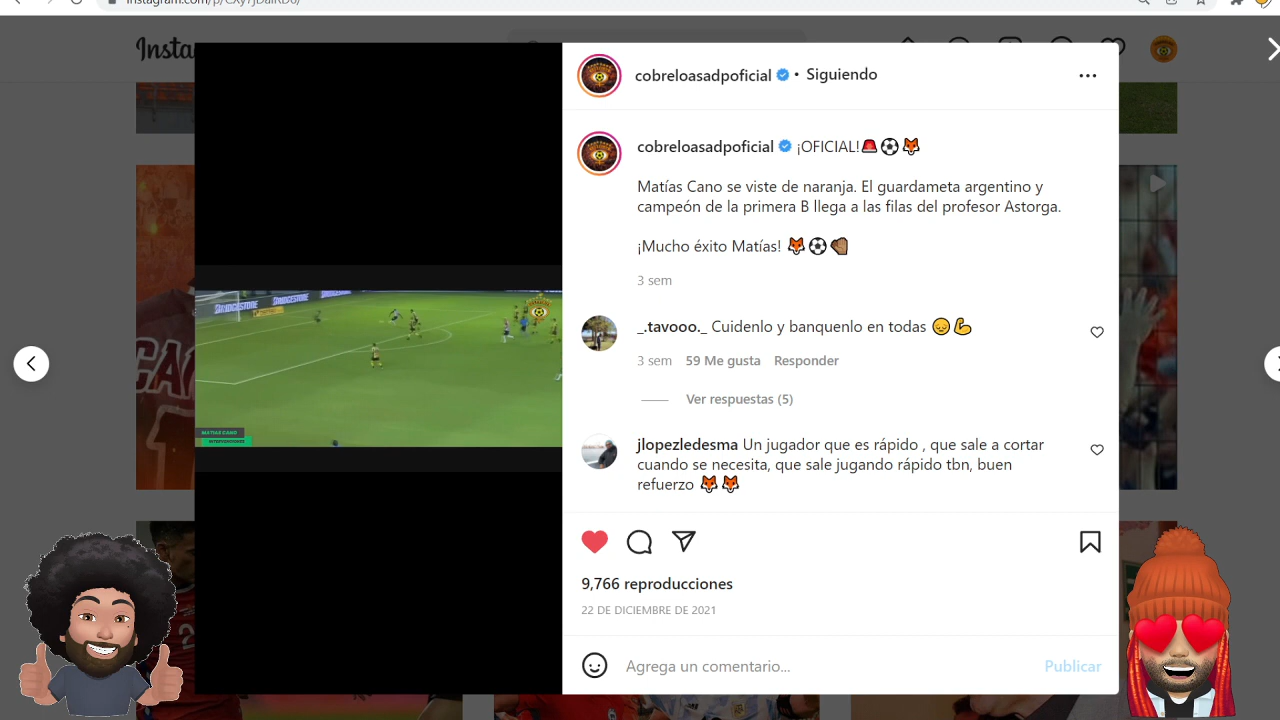 Insta
cobreloasadpoficial • Siguiendo
cobreloasadpoficial ¡OFICIAL!🚨⚽🦊
Matías Cano se viste de naranja. El guardameta argentino y
campeón de la primera B llega a las filas del profesor Astorga.
¡Mucho éxito Matías! 🦊⚽
3 sem
_.tavooo._ Cuidenlo y banquenlo en todas 😞💪
3 sem 59 Me gusta Responder
Ver respuestas (5)
jlopezledesma Un jugador que es rápido , que sale a cortar
cuando se necesita, que sale jugando rápido tbn, buen
refuerzo 🦊🦊
9,766 reproducciones
22 DE DICIEMBRE DE 2021
Agrega un comentario...
Publicar
BRIDGESTONE
BRIDGESTONE
MATIAS CANO